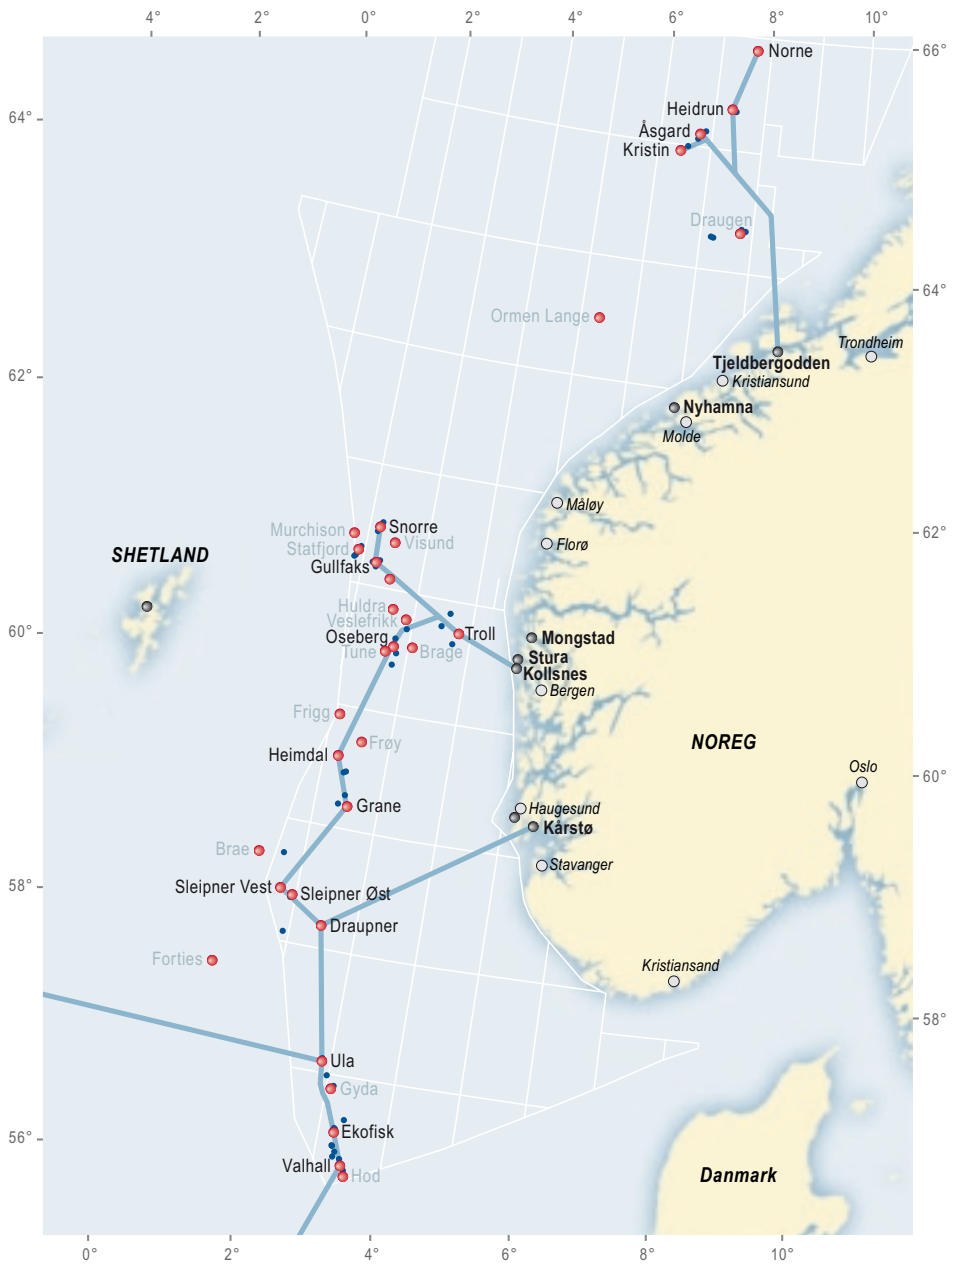 4° 2° 0° 2° 4° 6° 8° 10°
Norne
66°
Heidrun
64°
Åsgard
Kristin
Draugen
64°
Ormen Lange
Trondheim
Tjeldbergodden
62°
Kristiansund
Nyhamna
Molde
Måløy
Snorre
Murchison
62°
Visund
Florø
Statfjord
SHETLAND
Gullfaks
Huldra
Veslefrikk
60°
Troll
Oseberg
Mongstad
Tune
Brage
Stura
Kollsnes
Bergen
Frigg
Frøy
NOREG
Heimdal
Oslo
60°
Grane
Haugesund
Kårstø
Brae
Stavanger
58°
Sleipner Vest
Sleipner Øst
Draupner
Forties
Kristiansand
58°
Ula
Gyda
Ekofisk
56°
Valhall
Hod
Danmark
0° 2° 4° 6° 8° 10°